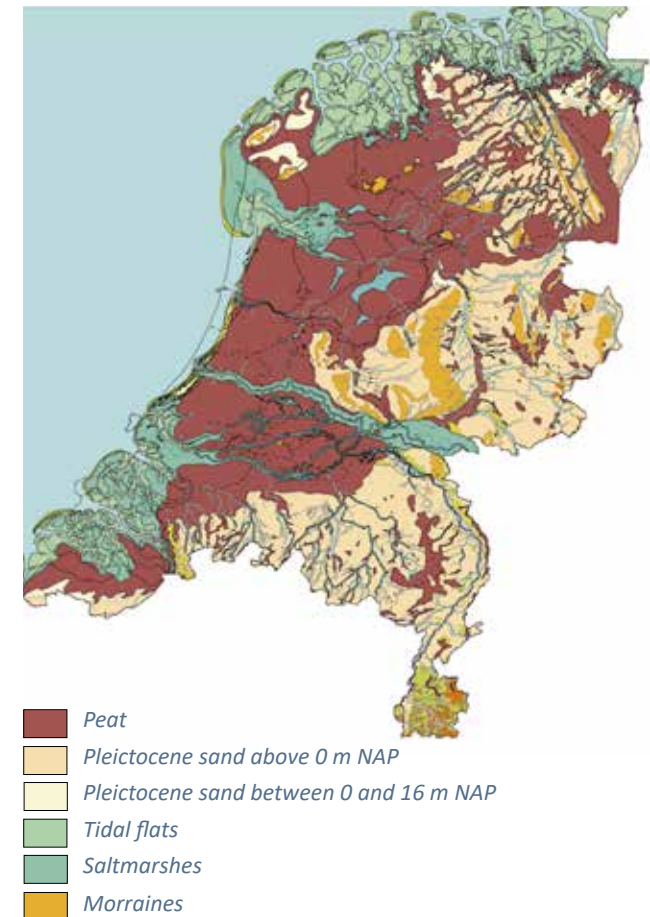 Peat
Pleictocene sand above 0 m NAP
Pleictocene sand between 0 and 16 m NAP
Tidal flats
Saltmarshes
Morraines